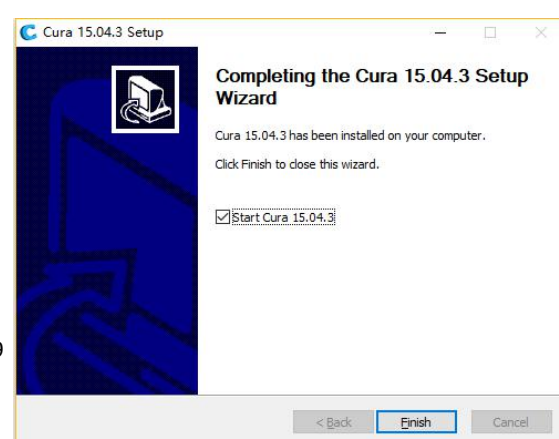 Cura 15.04.3 Setup
Completing the Cura 15.04.3 Setup
Wizard
Cura 15.04.3 has been installed on your computer.
Click Finish to close this wizard.
Start Cura 15.04.3
9
< Back
Finish
Cancel